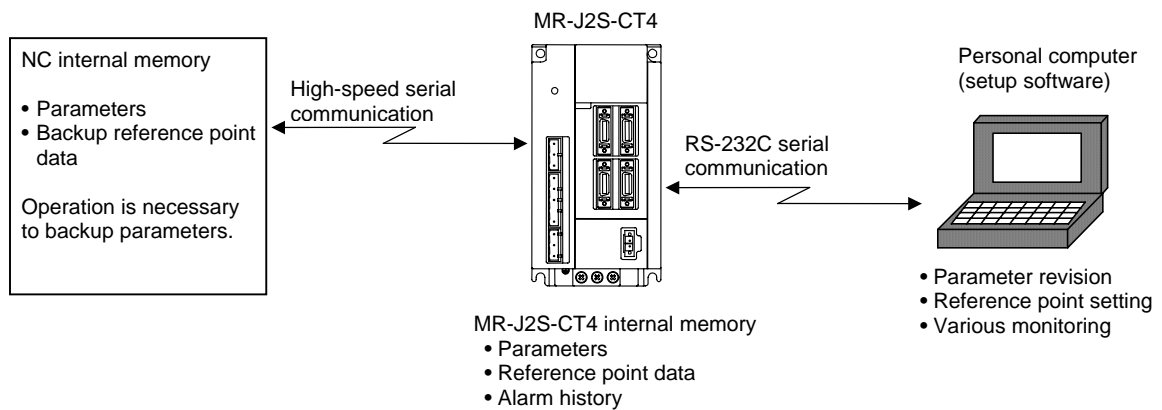 MR-J2S-CT4
NC internal memory
• Parameters
• Backup reference point
data
Operation is necessary
to backup parameters.
High-speed serial
communication
RS-232C serial
communication
Personal computer
(setup software)
• Parameter revision
• Reference point setting
• Various monitoring
MR-J2S-CT4 internal memory
• Parameters
• Reference point data
• Alarm history